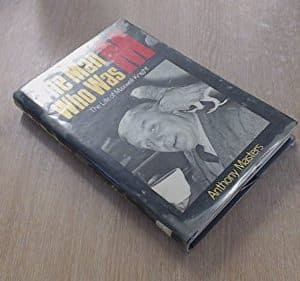 The Man
Who Was M
The Life of Maxwell Knight
Anthony Masters